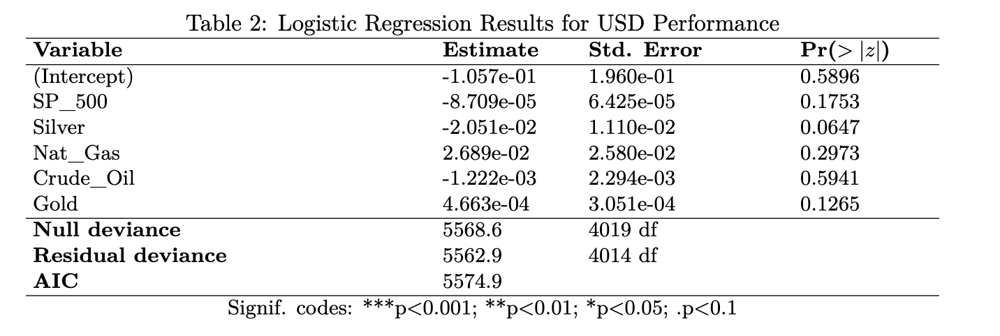 Table 2: Logistic Regression Results for USD Performance
Variable Estimate Std. Error Pr(> |z|)
(Intercept) -1.057e-01 1.960e-01 0.5896
SP_500 -8.709e-05 6.425e-05 0.1753
Silver -2.051e-02 1.110e-02 0.0647
Nat_Gas 2.689e-02 2.580e-02 0.2973
Crude_Oil -1.222e-03 2.294e-03 0.5941
Gold 4.663e-04 3.051e-04 0.1265
Null deviance 5568.6 4019 df
Residual deviance 5562.9 4014 df
AIC 5574.9
Signif. codes: ***p<0.001; **p<0.01; *p<0.05; .p<0.1